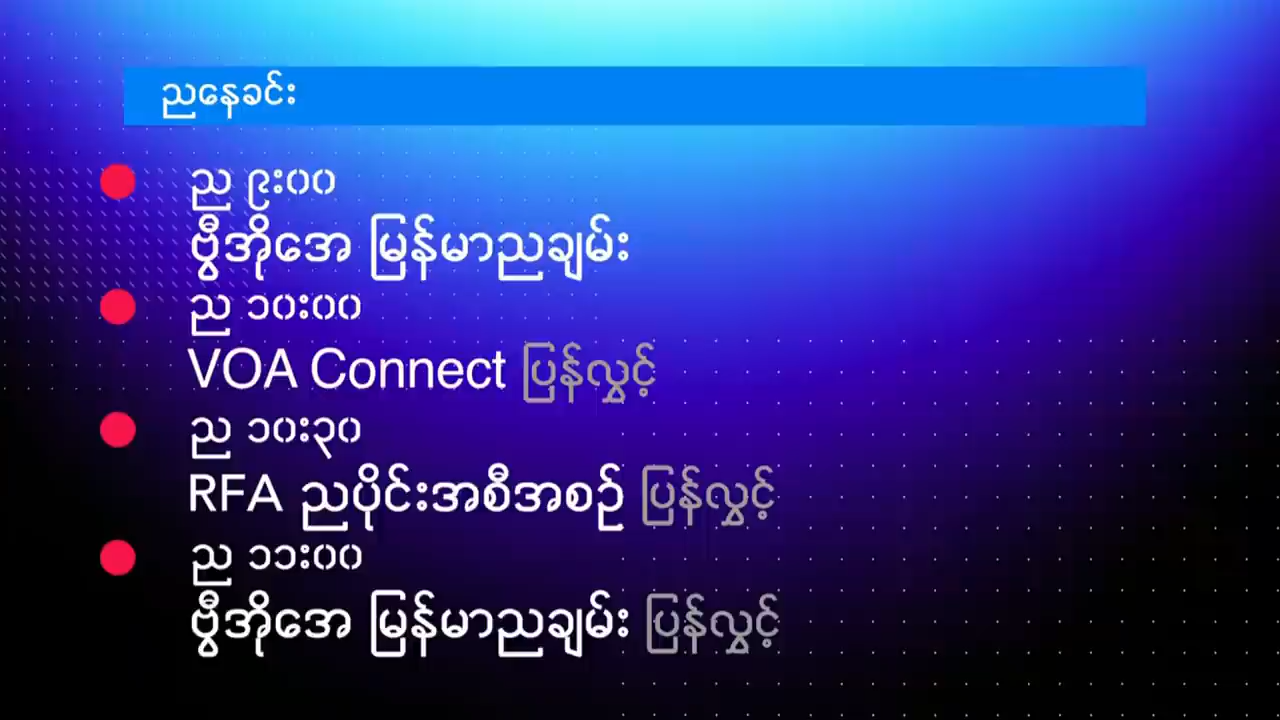 ညနေခင်း
ည ၉း၀၀
ဗွီအိုအေ မြန်မာညချမ်း
ည ၁၀း၀၀
VOA Connect ပြန်လွှင့်
ည ၁၀း၃၀
RFA ညပိုင်းအစီအစဉ် ပြန်လွှင့်
ည ၁၁း၀၀
ဗွီအိုအေ မြန်မာညချမ်း ပြန်လွှင့်